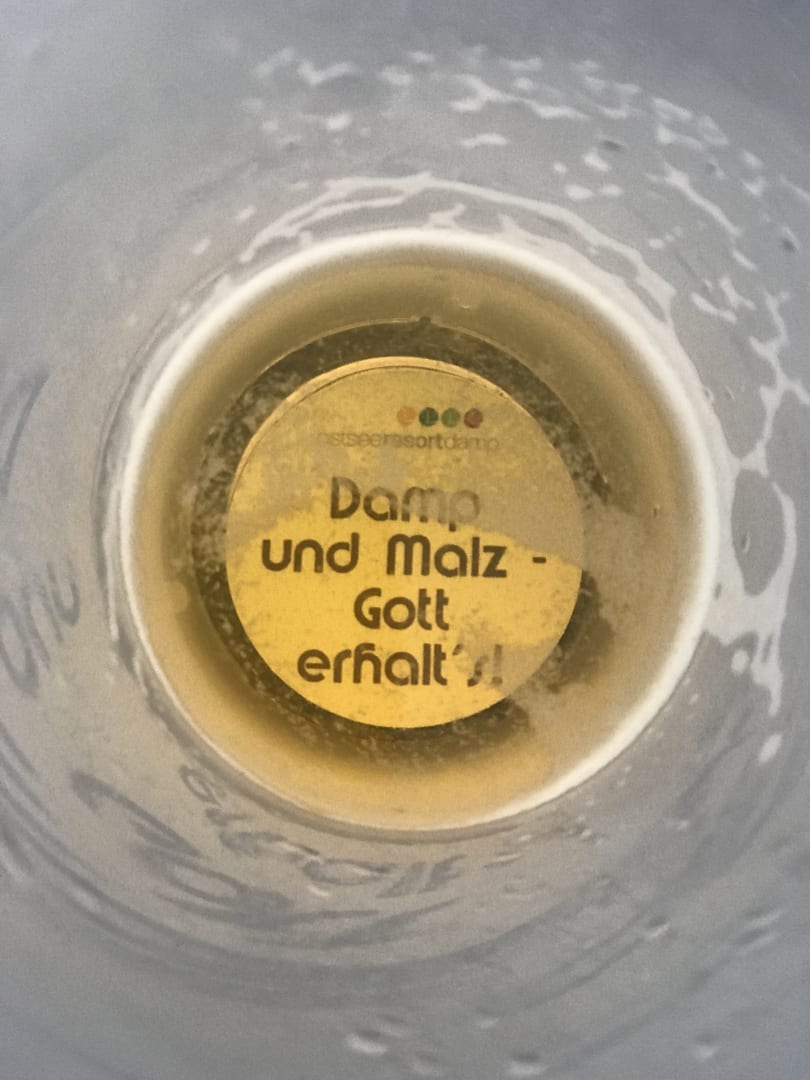 ostseeresortdamp
Damp
und Malz -
Gott
erhalt's!